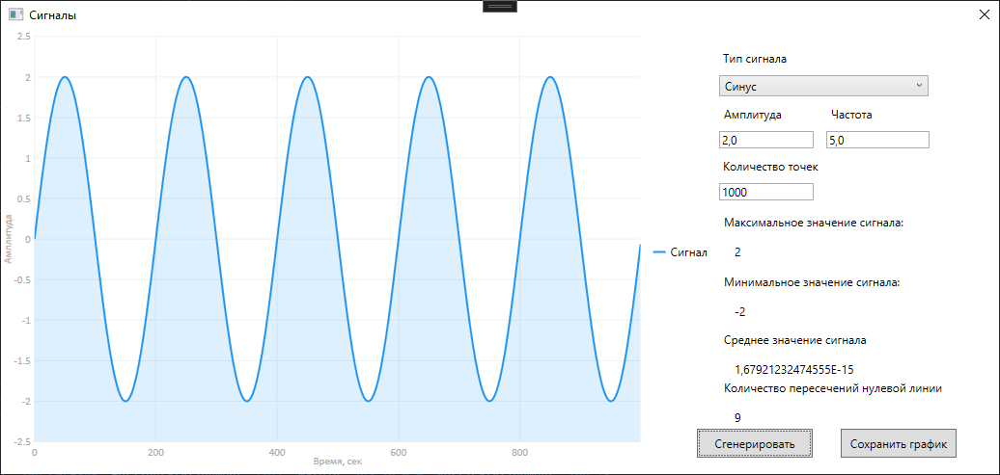 Сигналы
2.5
2
1.5
1
0.5
0
-0.5
-1
-1.5
-2
-2.5
Амплитуда
0 200 400 600 800
Время, сек
Сигнал
Тип сигнала
Синус
Амплитуда Частота
2,0 5,0
Количество точек
1000
Максимальное значение сигнала:
2
Минимальное значение сигнала:
-2
Среднее значение сигнала
1,67921232474555E-15
Количество пересечений нулевой линии
9
Сгенерировать Сохранить график